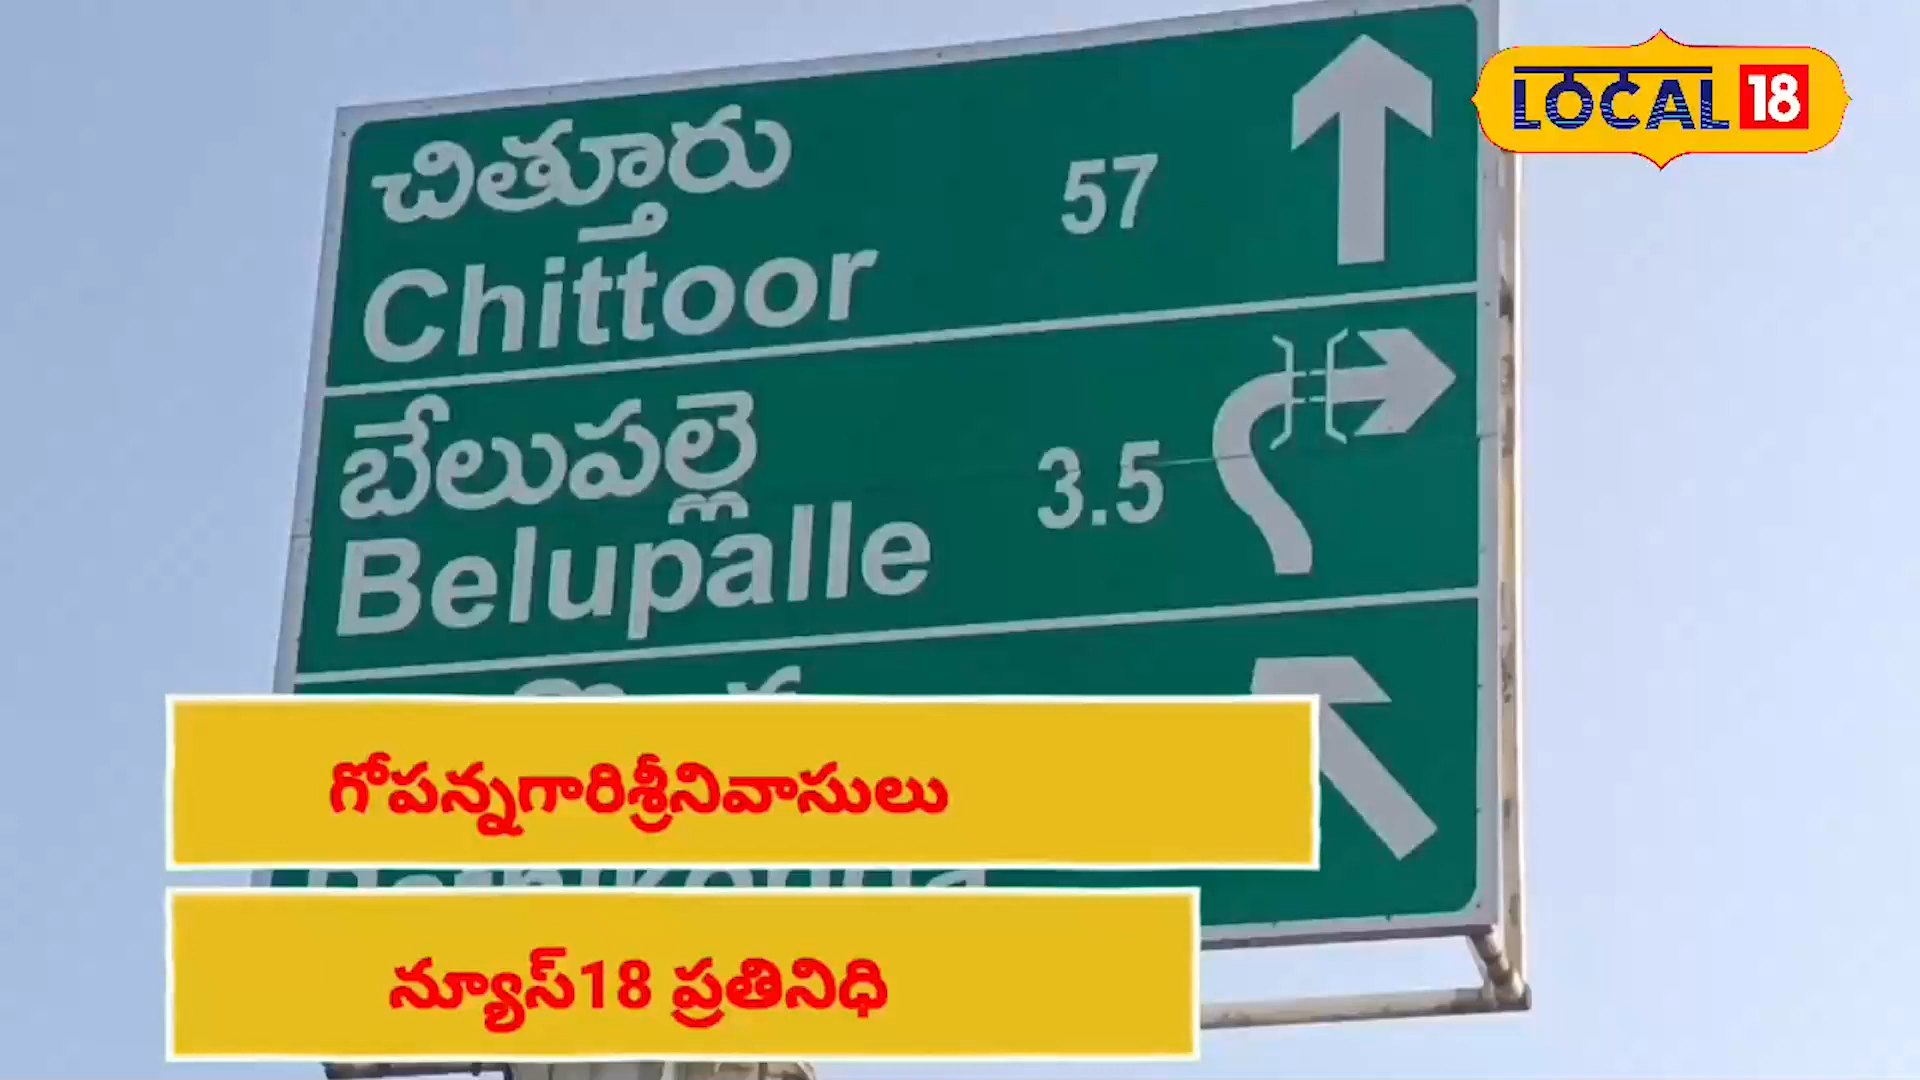 LOCAL 18
చిత్తూరు
Chittoor
57
బేలుపల్లె
Belupalle
3.5
గోపన్నగారిశ్రీనివాసులు
న్యూస్18 ప్రతినిధి